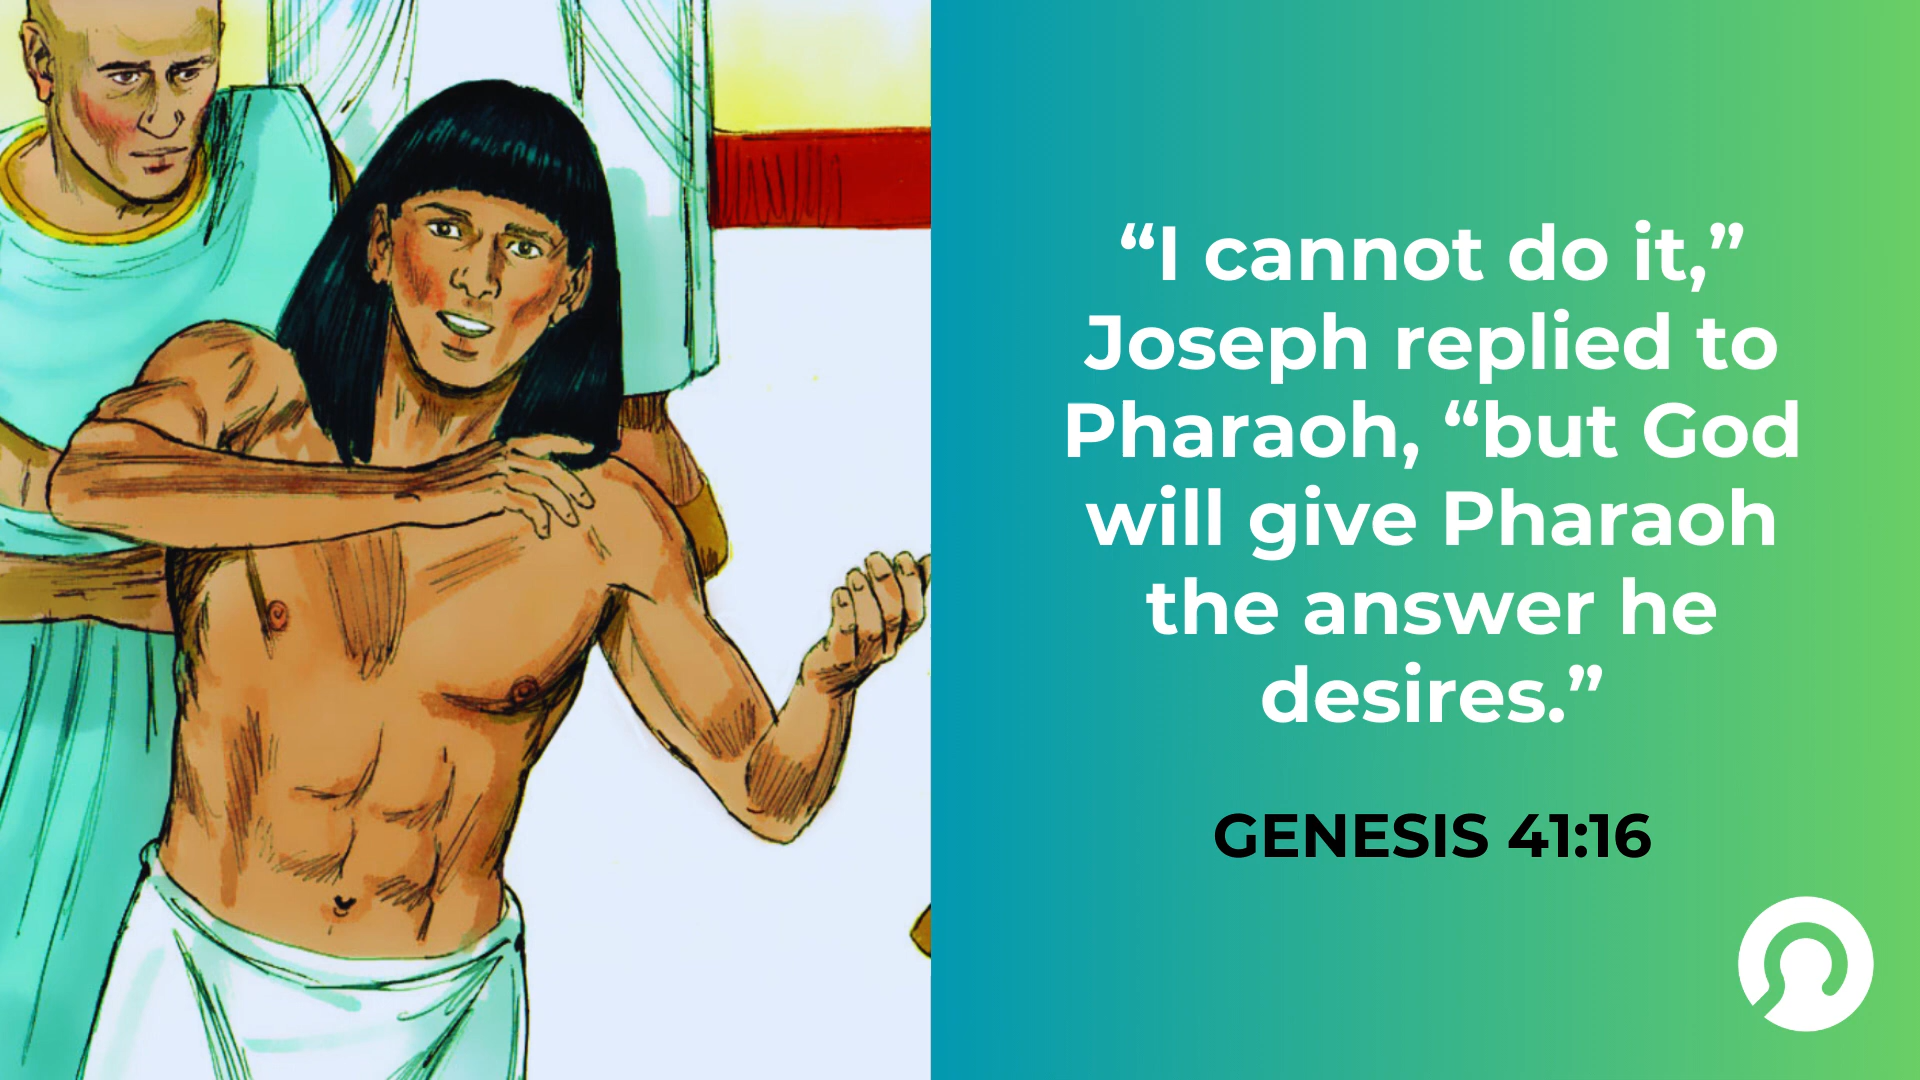 “I cannot do it,”
Joseph replied to
Pharaoh, “but God
will give Pharaoh
the answer he
desires.”
GENESIS 41:16